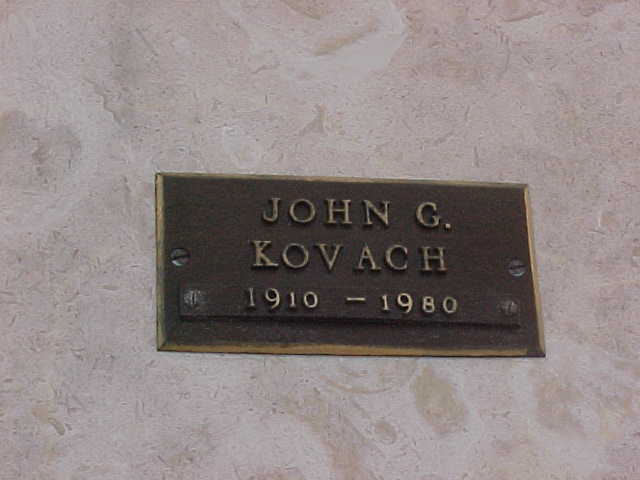 JOHN G.
KOVACH
1910 – 1980